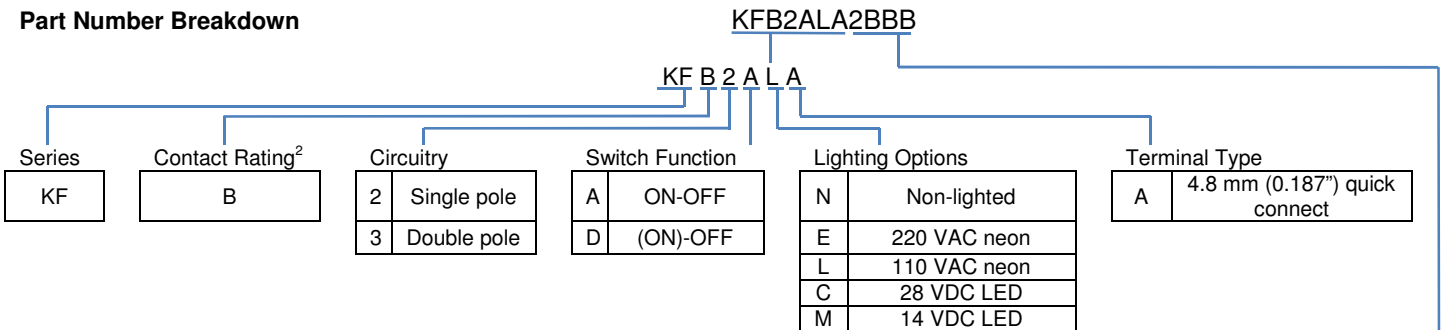 Part Number Breakdown
KFB2ALA2BBB
KF B 2 A L A
Series
KF
Contact Rating2
B
Circuitry
2 Single pole
3 Double pole
Switch Function
A ON-OFF
D (ON)-OFF
Lighting Options
N Non-lighted
E 220 VAC neon
L 110 VAC neon
C 28 VDC LED
M 14 VDC LED
Terminal Type
A 4.8 mm (0.187”) quick
connect